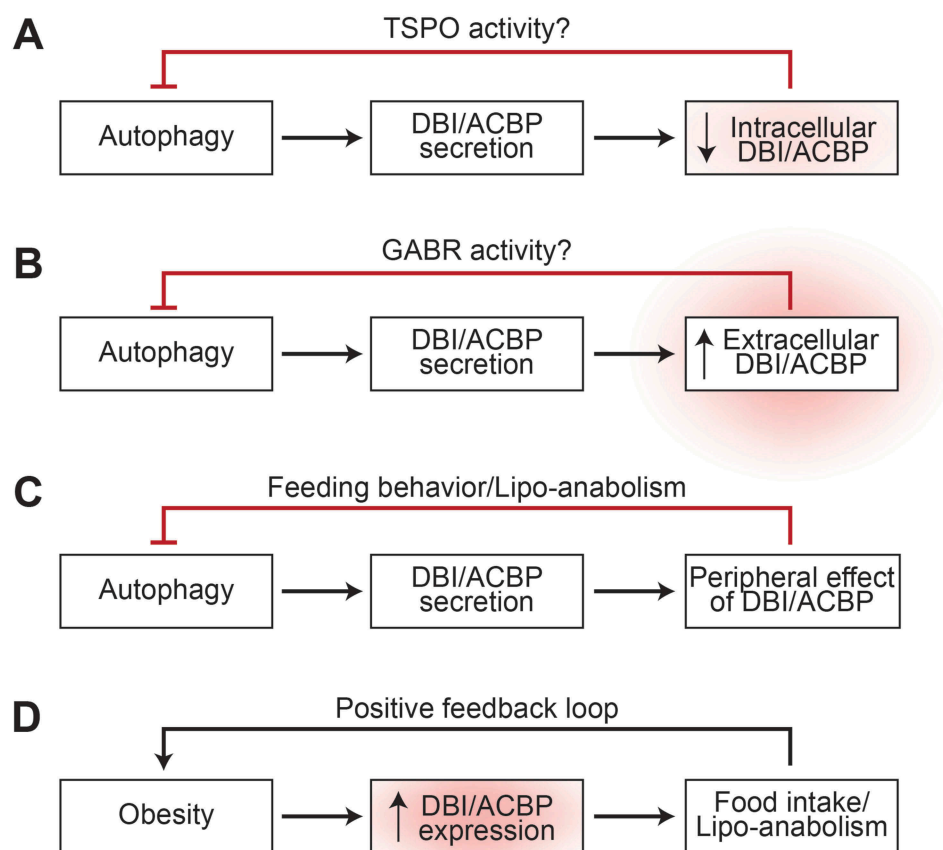 A
TSPO activity?
Autophagy
DBI/ACBP
secretion
Intracellular
DBI/ACBP
B
GABR activity?
Autophagy
DBI/ACBP
secretion
Extracellular
DBI/ACBP
C
Feeding behavior/Lipo-anabolism
Autophagy
DBI/ACBP
secretion
Peripheral effect
of DBI/ACBP
D
Positive feedback loop
Obesity
DBI/ACBP
expression
Food intake/
Lipo-anabolism